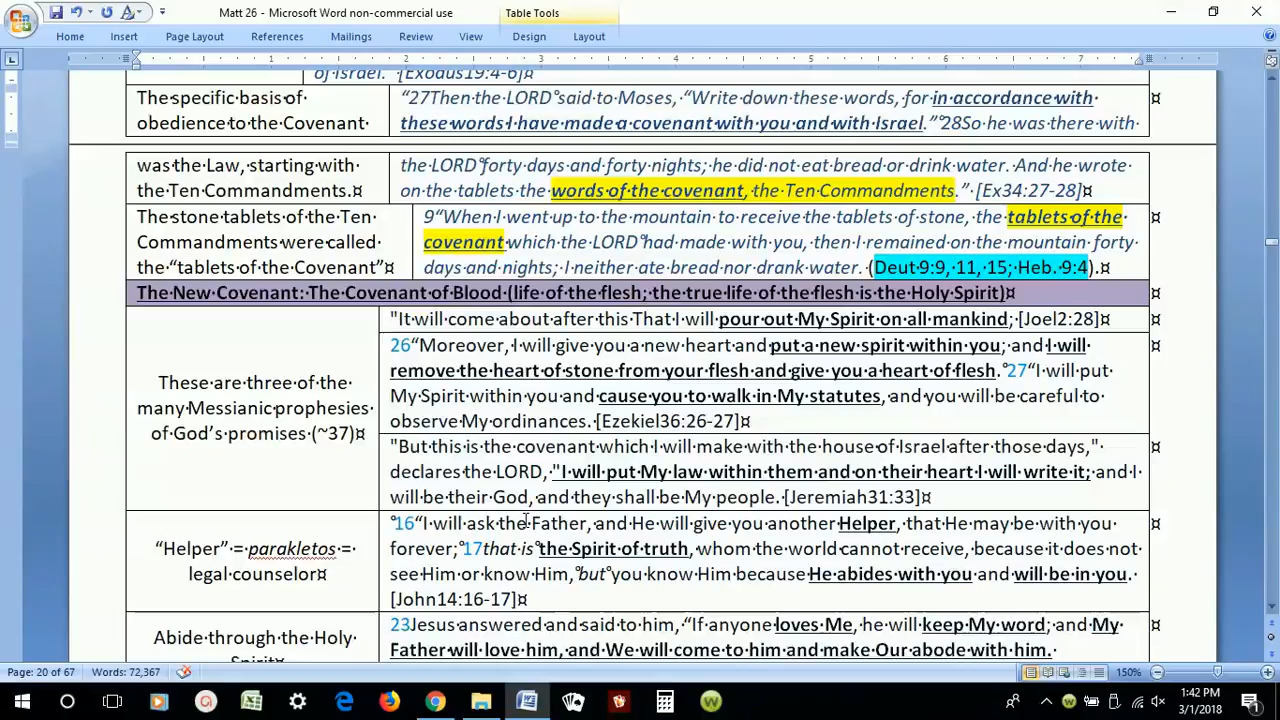 Matt 26 - Microsoft Word non-commercial use
Table Tools
Home Insert Page Layout References Mailings Review View Design Layout
1 2 3 4 5 6 7
of Israel." [Exodus19:4-6]¤
The specific basis of
obedience to the Covenant
“27Then the LORD said to Moses, “Write down these words, for in accordance with
these words I have made a covenant with you and with Israel.” 28So he was there with
was the Law, starting with
the Ten Commandments.¤
the LORD forty days and forty nights; he did not eat bread or drink water. And he wrote
on the tablets the words of the covenant, the Ten Commandments.” [Ex34:27-28]¤
The stone tablets of the Ten
Commandments were called
the “tablets of the Covenant”¤
9“When I went up to the mountain to receive the tablets of stone, the tablets of the
covenant which the LORD had made with you, then I remained on the mountain forty
days and nights; I neither ate bread nor drank water. (Deut 9:9, 11, 15; Heb. 9:4).¤
The New Covenant: The Covenant of Blood (life of the flesh; the true life of the flesh is the Holy Spirit)¤
These are three of the
many Messianic prophesies
of God’s promises (~37)¤
"It will come about after this That I will pour out My Spirit on all mankind; [Joel2:28]¤
26“Moreover, I will give you a new heart and put a new spirit within you; and I will
remove the heart of stone from your flesh and give you a heart of flesh. 27“I will put
My Spirit within you and cause you to walk in My statutes, and you will be careful to
observe My ordinances. [Ezekiel36:26-27]¤
"But this is the covenant which I will make with the house of Israel after those days,"
declares the LORD, "I will put My law within them and on their heart I will write it; and I
will be their God, and they shall be My people. [Jeremiah31:33]¤
“Helper” = parakletos =
legal counselor¤
16“I will ask the Father, and He will give you another Helper, that He may be with you
forever; 17that is the Spirit of truth, whom the world cannot receive, because it does not
see Him or know Him, but you know Him because He abides with you and will be in you.
[John14:16-17]¤
Abide through the Holy
Spirit¤
23Jesus answered and said to him, “If anyone loves Me, he will keep My word; and My
Father will love him, and We will come to him and make Our abode with him.
Page: 20 of 67 Words: 72,367 150%
1:42 PM
3/1/2018